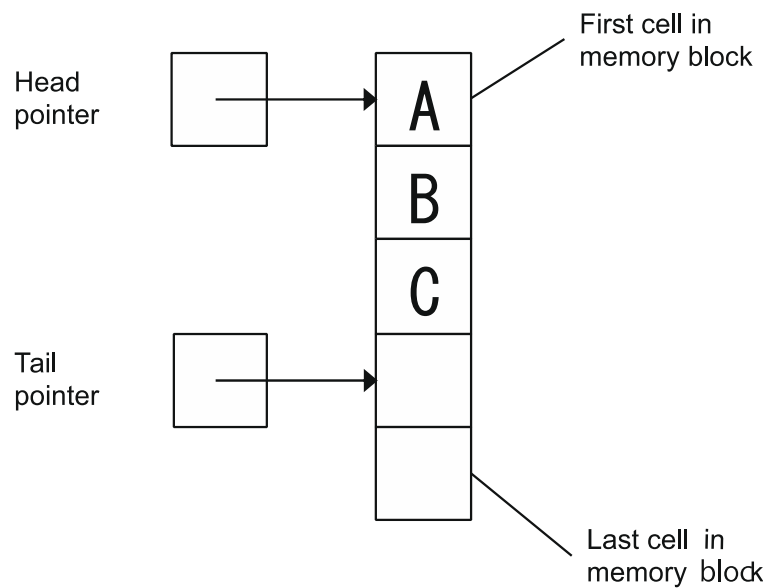 First cell in
memory block
Head
pointer
A
B
C
Tail
pointer
Last cell in
memory block